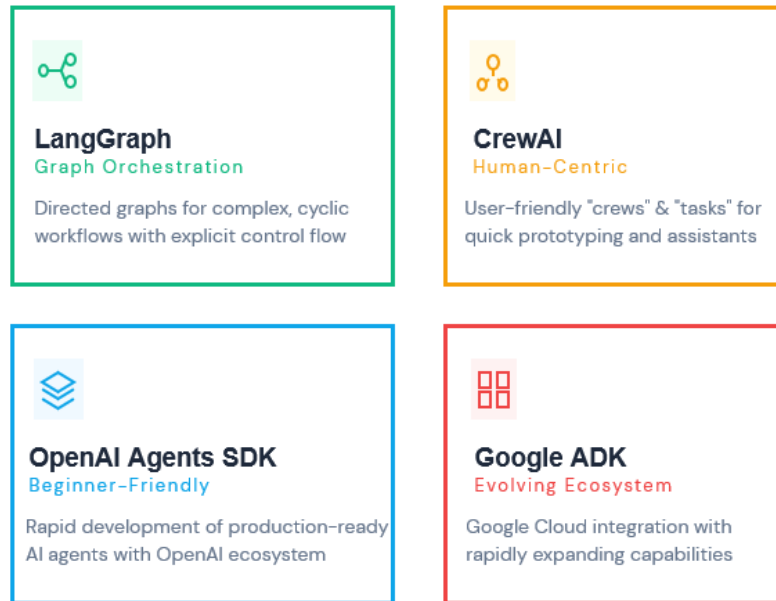 LangGraph
Graph Orchestration
Directed graphs for complex, cyclic
workflows with explicit control flow
CrewAI
Human-Centric
User-friendly "crews" & "tasks" for
quick prototyping and assistants
OpenAI Agents SDK
Beginner-Friendly
Rapid development of production-ready
AI agents with OpenAI ecosystem
Google ADK
Evolving Ecosystem
Google Cloud integration with
rapidly expanding capabilities